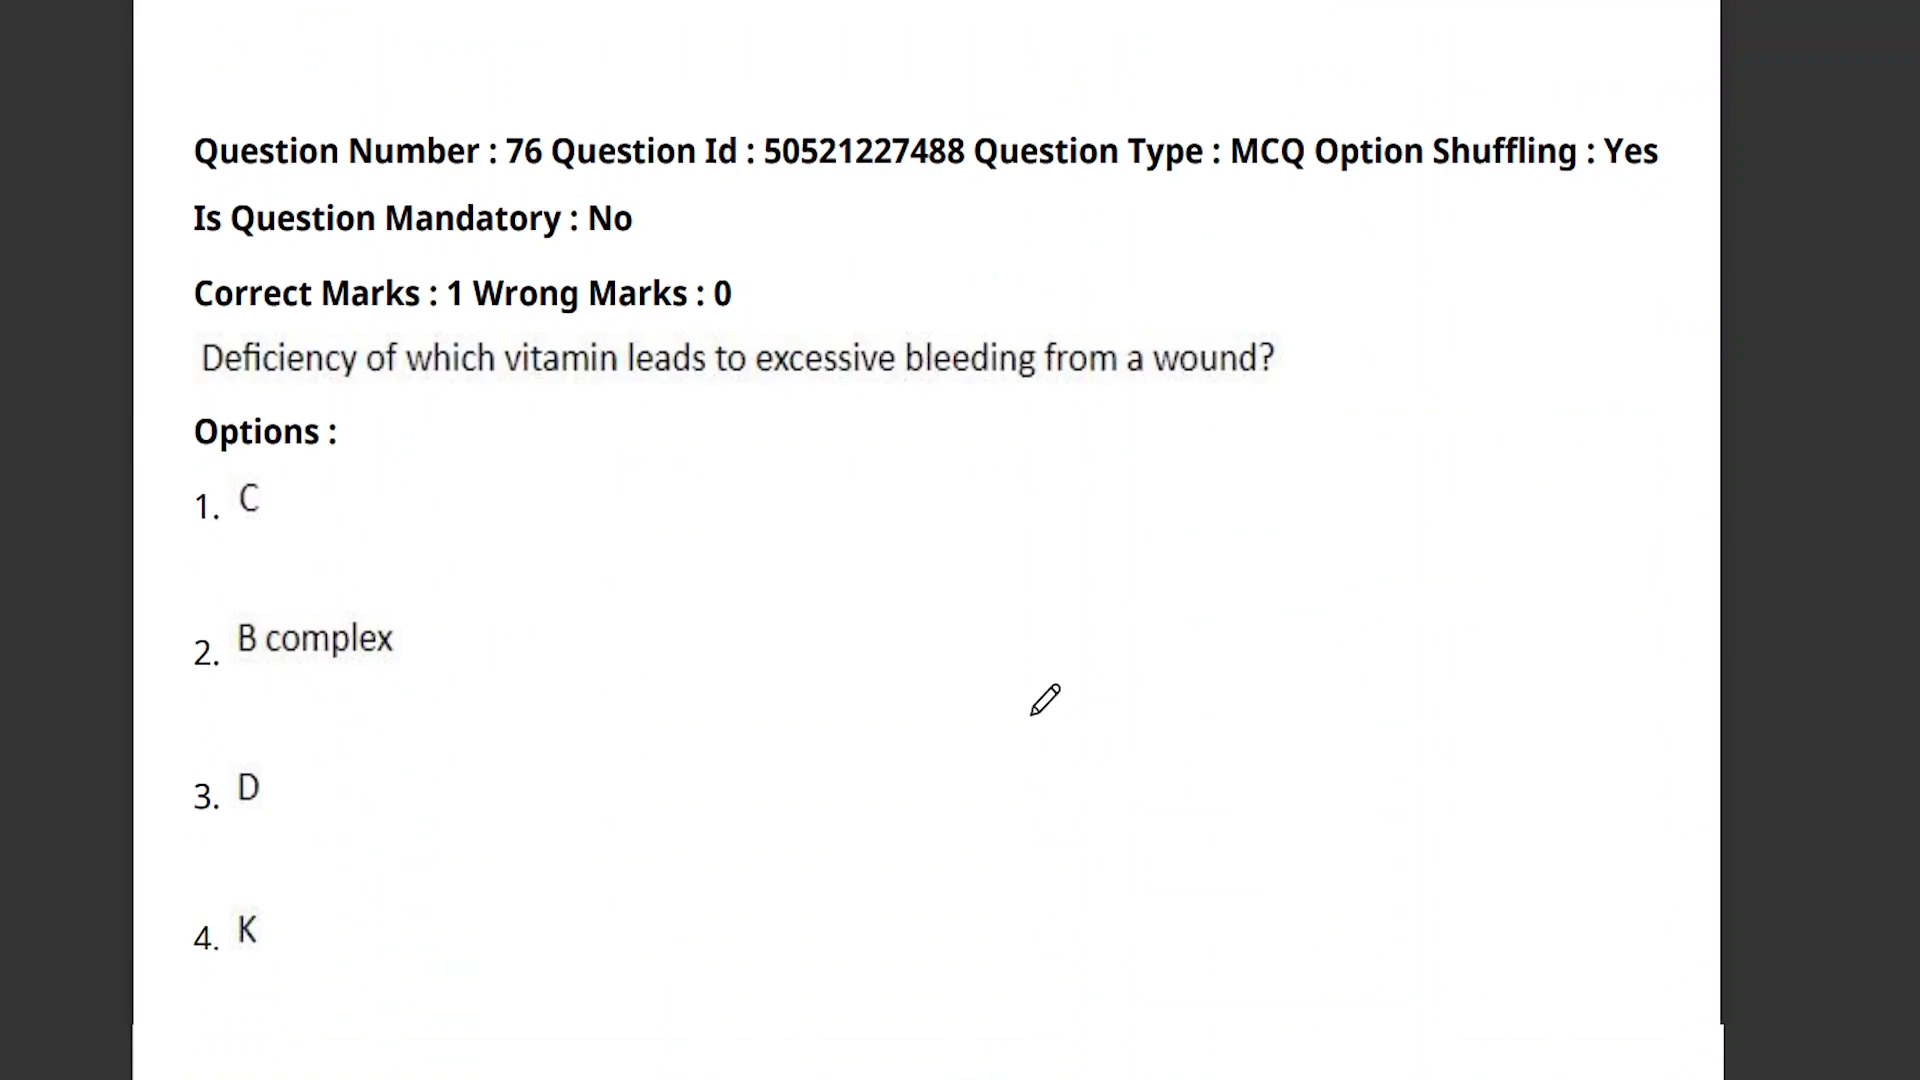 Question Number : 76 Question Id : 50521227488 Question Type : MCQ Option Shuffling : Yes
Is Question Mandatory : No
Correct Marks : 1 Wrong Marks : 0
Deficiency of which vitamin leads to excessive bleeding from a wound?
Options :
1. C
2. B complex
3. D
4. K